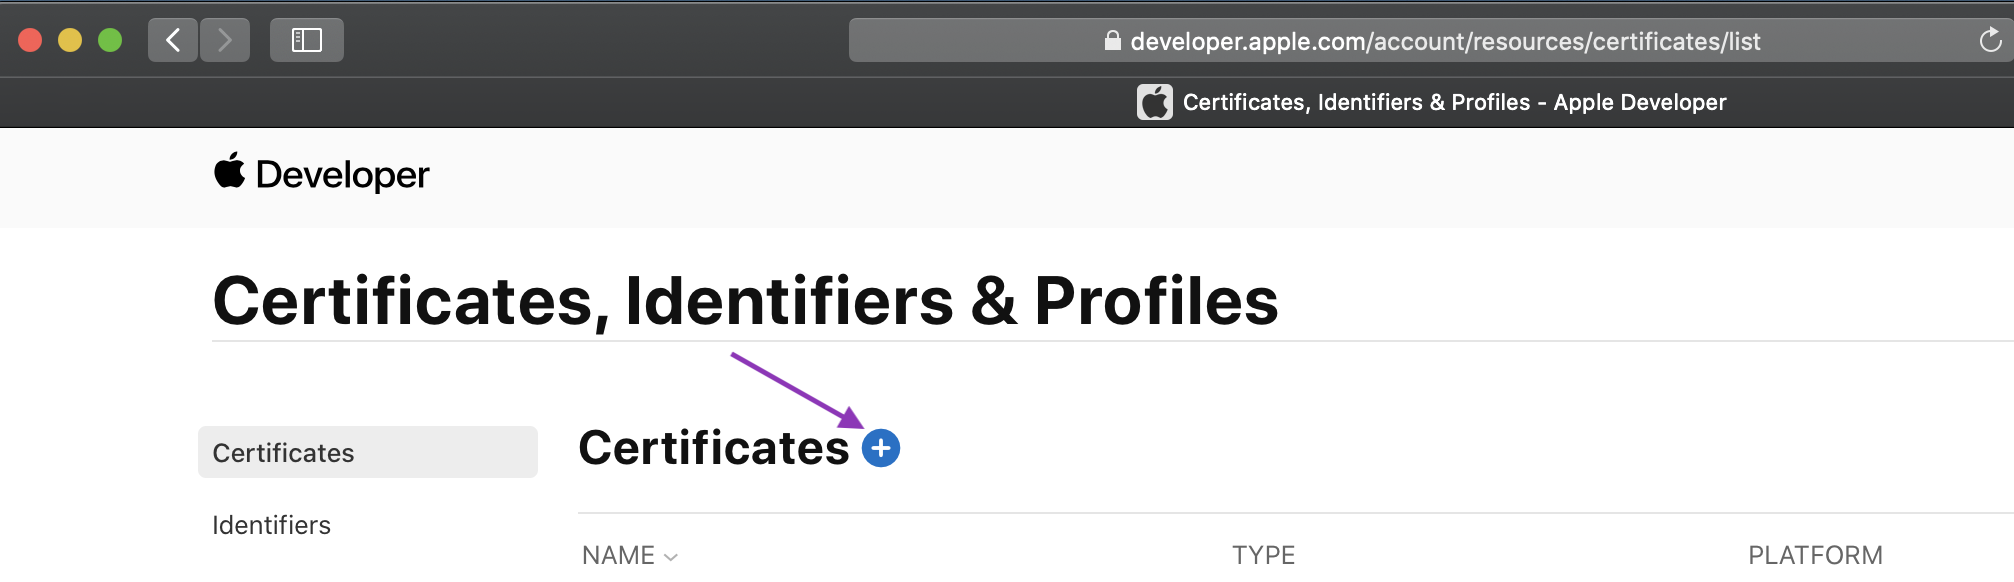 developer.apple.com/account/resources/certificates/list
Certificates, Identifiers & Profiles - Apple Developer
Developer
Certificates, Identifiers & Profiles
Certificates
Certificates +
Identifiers
NAME TYPE PLATFORM